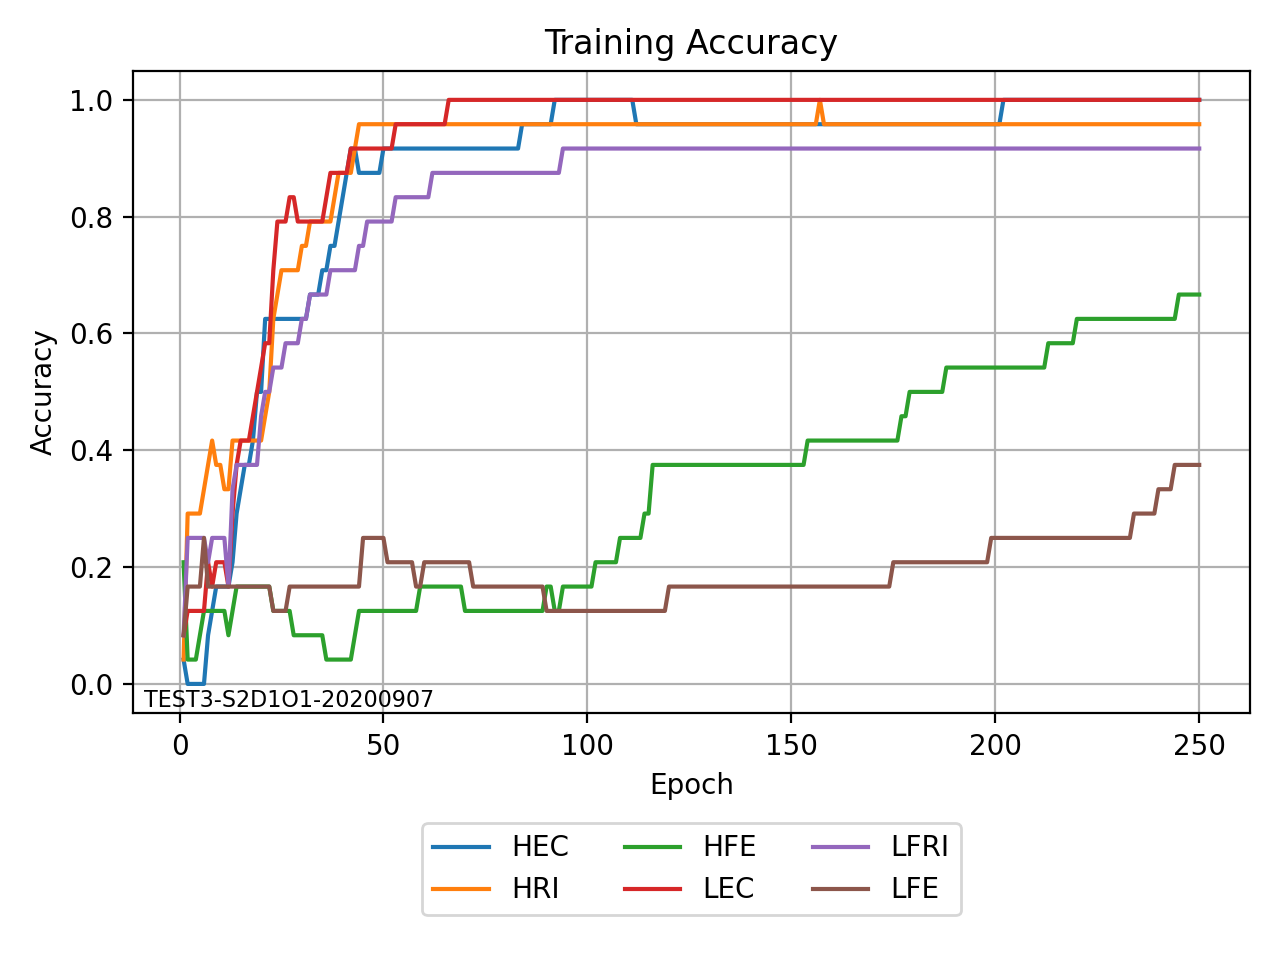 Training Accuracy
Accuracy
1.0
0.8
0.6
0.4
0.2
0.0
TEST3-S2D1O1-20200907
0 50 100 150 200 250
Epoch
HEC HFE LFRI
HRI LEC LFE